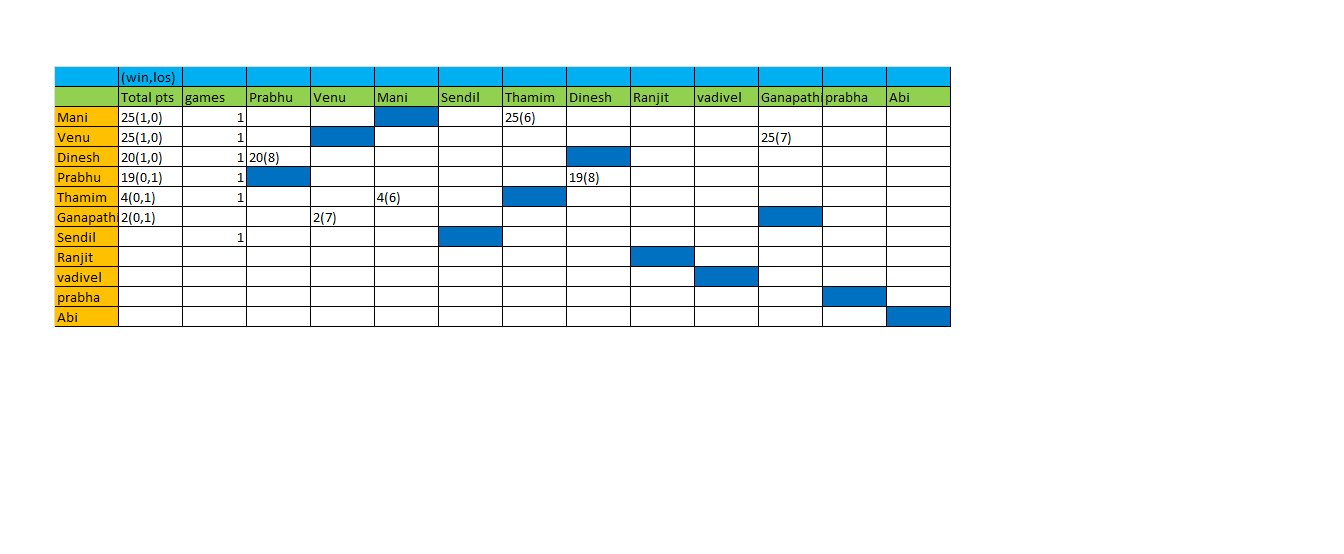 (win,los)
Total pts games Prabhu Venu Mani Sendil Thamim Dinesh Ranjit vadivel Ganapathi prabha Abi
Mani 25(1,0) 1 25(6)
Venu 25(1,0) 1 25(7)
Dinesh 20(1,0) 1 20(8)
Prabhu 19(0,1) 1 19(8)
Thamim 4(0,1) 1 4(6)
Ganapathi 2(0,1) 2(7)
Sendil 1
Ranjit
vadivel
prabha
Abi